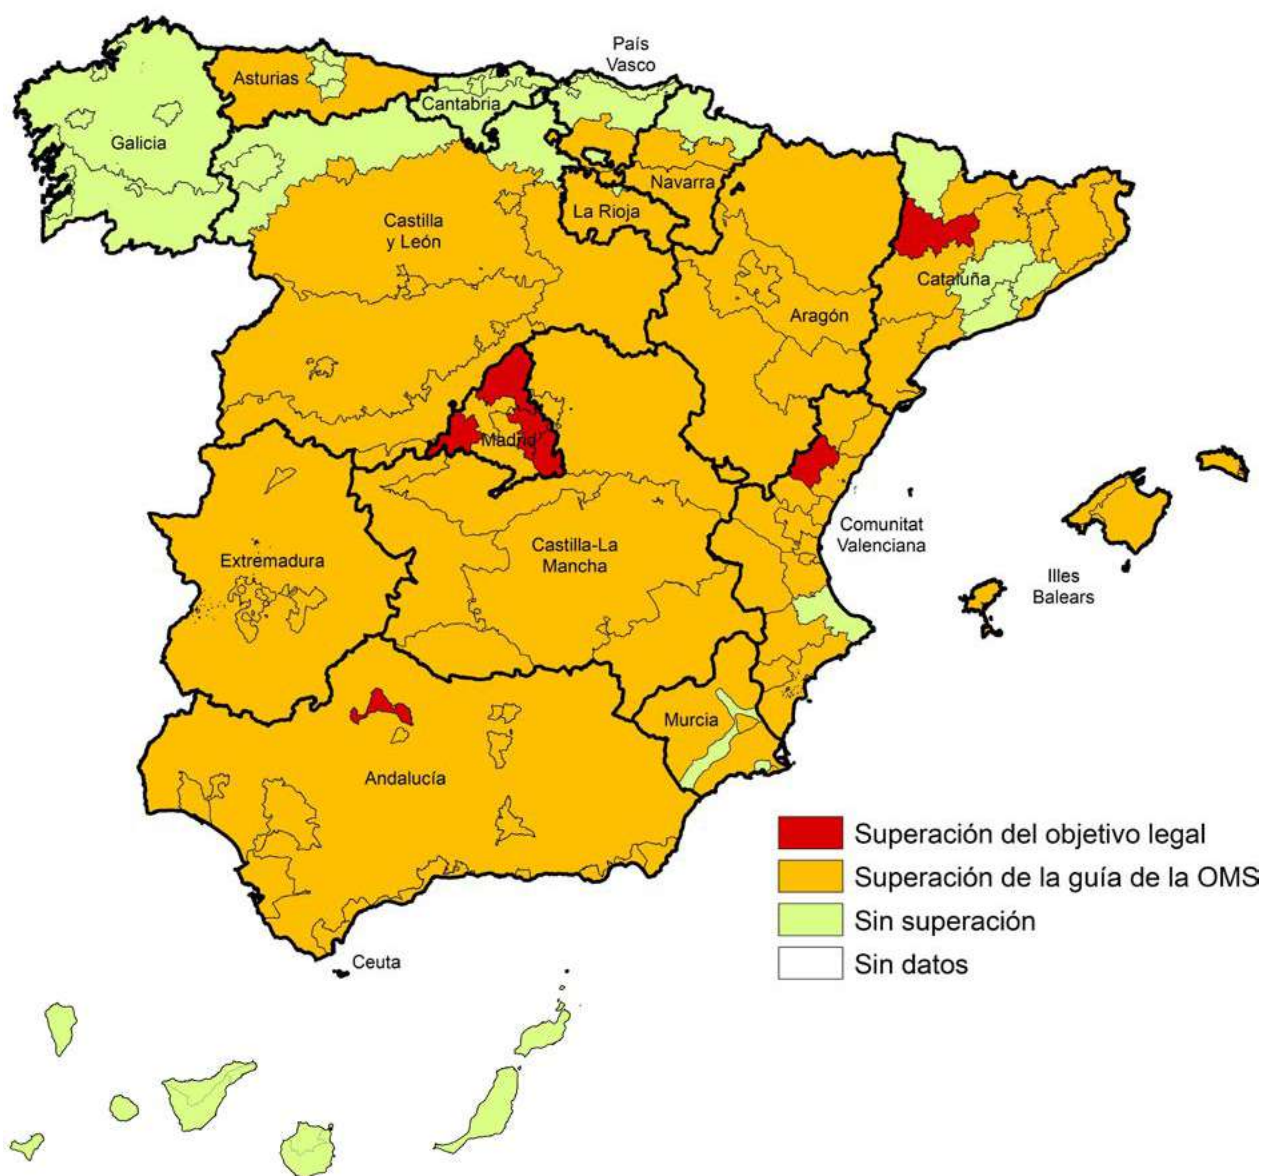 País
Vasco
Asturias
Cantabria
Galicia
Navarra
La Rioja
Castilla
y León
Cataluña
Aragón
Madrid
Comunitat
Valenciana
Castilla-La
Mancha
Extremadura
Illes
Balears
Murcia
Andalucía
Ceuta
Superación del objetivo legal
Superación de la guía de la OMS
Sin superación
Sin datos